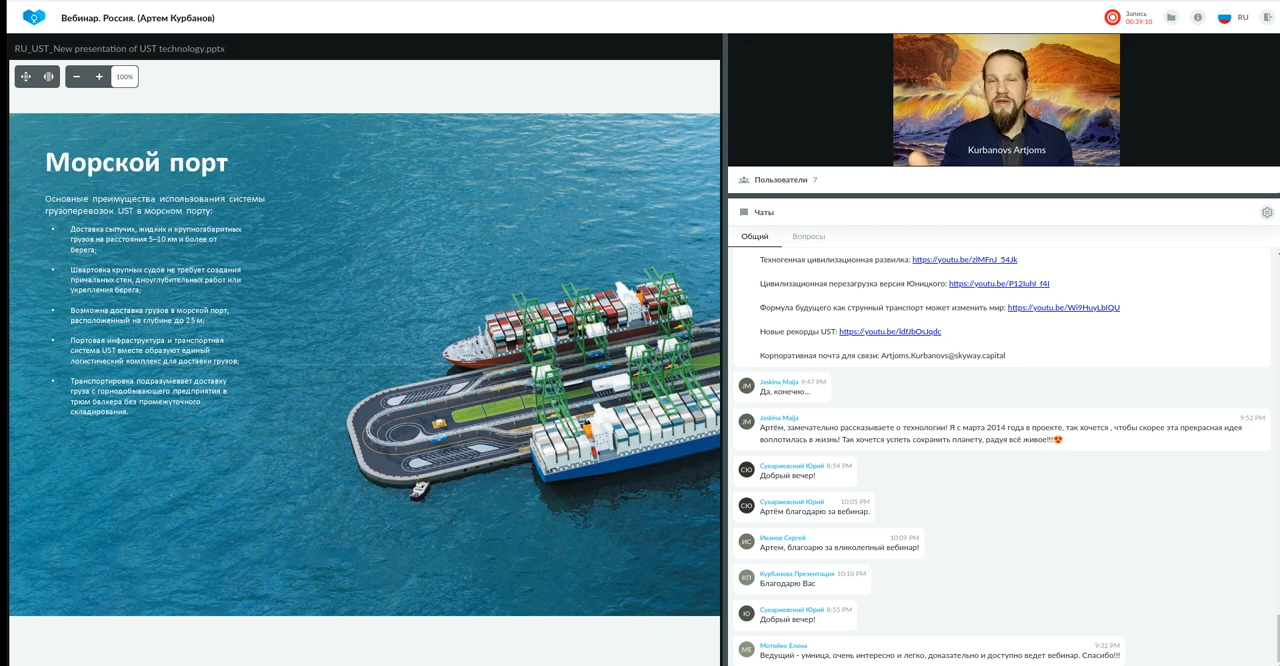 Вебинар. Россия. (Артем Курбанов)
Запись
00:39:10
RU
RU_UST_New presentation of UST technology.pptx
100%
Морской порт
Основные преимущества использования системы
грузоперевозок UST в морском порту:
• Доставка сыпучих, жидких и крупногабаритных
грузов на расстояния 5–10 км и более от
берега;
• Швартовка крупных судов не требует создания
причальных стен, дноуглубительных работ или
укрепления берега;
• Возможна доставка грузов в морской порт,
расположенный на глубине до 25 м;
• Портовая инфраструктура и транспортная
система UST вместе образуют единый
логистический комплекс для доставки грузов;
• Транспортировка подразумевает доставку
груза с горнодобывающего предприятия в
трюм балкера без промежуточного
складирования.
Kurbanovs Artjoms
Пользователи 7
Чаты
Общий Вопросы
Техногенная цивилизационная развилка: https://youtu.be/zlMFnJ_54Jk
Цивилизационная перезагрузка версия Юницкого: https://youtu.be/P12IuhI_f4I
Формула будущего как струнный транспорт может изменить мир: https://youtu.be/Wi9HuyLbIQU
Новые рекорды UST: https://youtu.be/ldfJbOsJqdc
Корпоративная почта для связи: Artjoms.Kurbanovs@skyway.capital
JM
Jaskina Maija 9:47 PM
Да, конечно...
JM
Jaskina Maija 9:52 PM
Артём, замечательно рассказываете о технологии! Я с марта 2014 года в проекте, так хочется , чтобы скорее эта прекрасная идея
воплотилась в жизнь! Так хочется успеть сохранить планету, радуя всё живое!!!😍
СЮ
Сухаржевский Юрий 8:54 PM
Добрый вечер!
СЮ
Сухаржевский Юрий 10:05 PM
Артём благодарю за вебинар.
ИС
Иванов Сергей 10:09 PM
Артем, благоарю за вликолепный вебинар!
КП
Курбанова Презентация 10:10 PM
Благодарю Вас
Ю
Сухаржевский Юрий 8:55 PM
Добрый вечер!
МЕ
Мотейко Елена 9:32 PM
Ведущий - умница, очень интересно и легко, доказательно и доступно ведет вебинар. Спасибо!!!